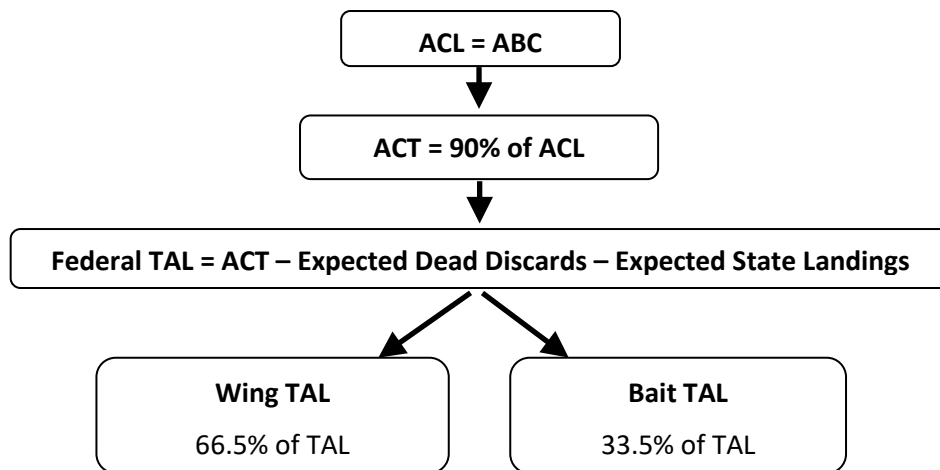 ACL = ABC
ACT = 90% of ACL
Federal TAL = ACT – Expected Dead Discards – Expected State Landings
Wing TAL
66.5% of TAL
Bait TAL
33.5% of TAL